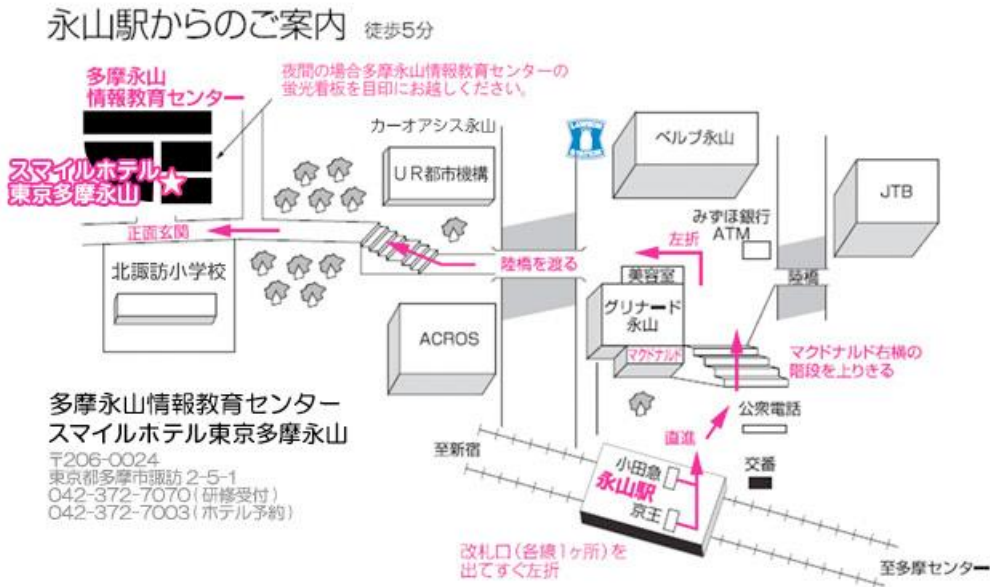 永山駅からのご案内 徒歩5分
多摩永山
情報教育センター
夜間の場合多摩永山情報教育センターの
蛍光看板を目印にお越しください。
スマイルホテル
東京多摩永山
正面玄関
北諏訪小学校
カーオアシス永山
UR都市機構
LAWSON
STATION
ベルブ永山
JTB
みずほ銀行
ATM
左折
陸橋を渡る
陸橋
美容室
グリナード
永山
マクドナルド
ACROS
マクドナルド右横の
階段を上りきる
公衆電話
直進
交番
至新宿
小田急
永山駅
京王
改札口(各線1ヶ所)を
出てすぐ左折
至多摩センター
多摩永山情報教育センター
スマイルホテル東京多摩永山
〒206-0024
東京都多摩市諏訪 2-5-1
042-372-7070(研修受付)
042-372-7003(ホテル予約)